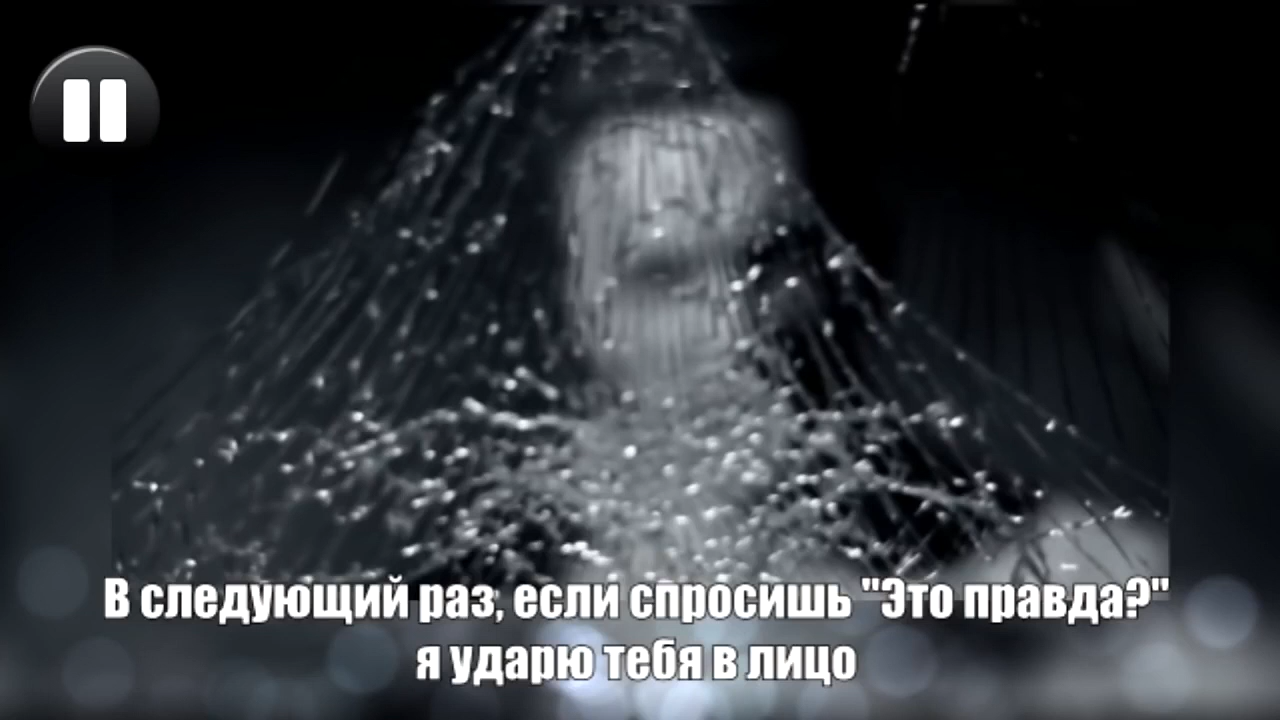 В следующий раз, если спросишь "Это правда?"
я ударю тебя в лицо